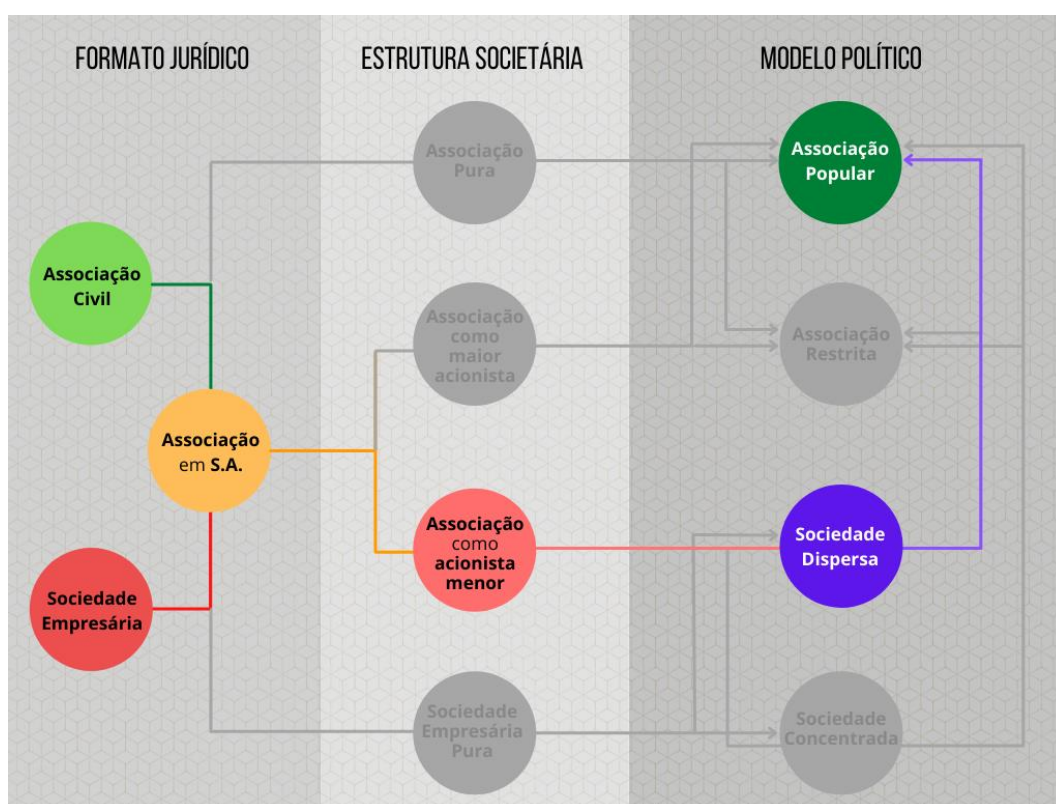 FORMATO JURÍDICO
ESTRUTURA SOCIETÁRIA
MODELO POLÍTICO
Associação
Civil
Associação
em S.A.
Sociedade
Empresária
Associação
Pura
Associação
como
maior
acionista
Associação
como
acionista
menor
Sociedade
Empresária
Pura
Associação
Popular
Associação
Restrita
Sociedade
Dispersa
Sociedade
Concentrada